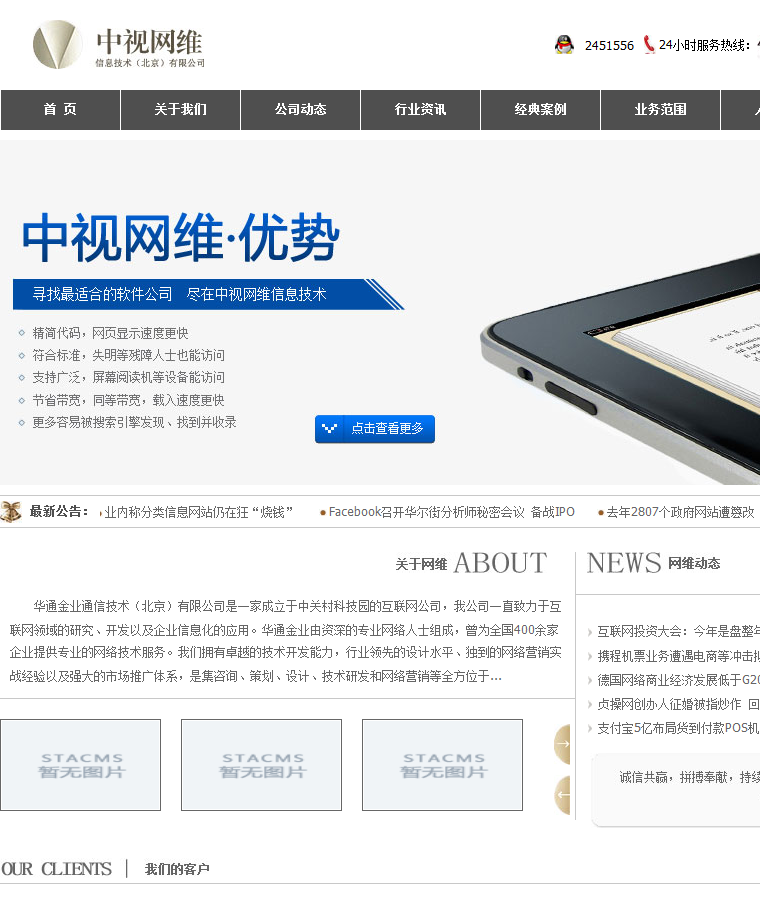 中视网维
信息技术（北京）有限公司
2451556
24小时服务热线：
首 页
关于我们
公司动态
行业资讯
经典案例
业务范围
中视网维·优势
寻找最适合的软件公司 尽在中视网维信息技术
精简代码，网页显示速度更快
符合标准，失明等残障人士也能访问
支持广泛，屏幕阅读机等设备能访问
节省带宽，同等带宽，载入速度更快
更多容易被搜索引擎发现、找到并收录
点击查看更多
最新公告：
业内称分类信息网站仍在狂“烧钱”
Facebook召开华尔街分析师秘密会议 备战IPO
去年2807个政府网站遭篡改
关于网维 ABOUT
华通金业通信技术（北京）有限公司是一家成立于中关村科技园的互联网公司，我公司一直致力于互
联网领域的研究、开发以及企业信息化的应用。华通金业由资深的专业网络人士组成，曾为全国400余家
企业提供专业的网络技术服务。我们拥有卓越的技术开发能力，行业领先的设计水平、独到的网络营销实
战经验以及强大的市场推广体系，是集咨询、策划、设计、技术研发和网络营销等全方位于...
NEWS 网维动态
互联网投资大会：今年是盘整年
携程机票业务遭遇电商等冲击拟
德国网络商业经济发展低于G20
贞操网创办人征婚被指炒作 回
支付宝5亿布局货到付款POS机
诚信共赢，拼搏奉献，持续
STACMS
暂无图片
STACMS
暂无图片
STACMS
暂无图片
OUR CLIENTS | 我们的客户